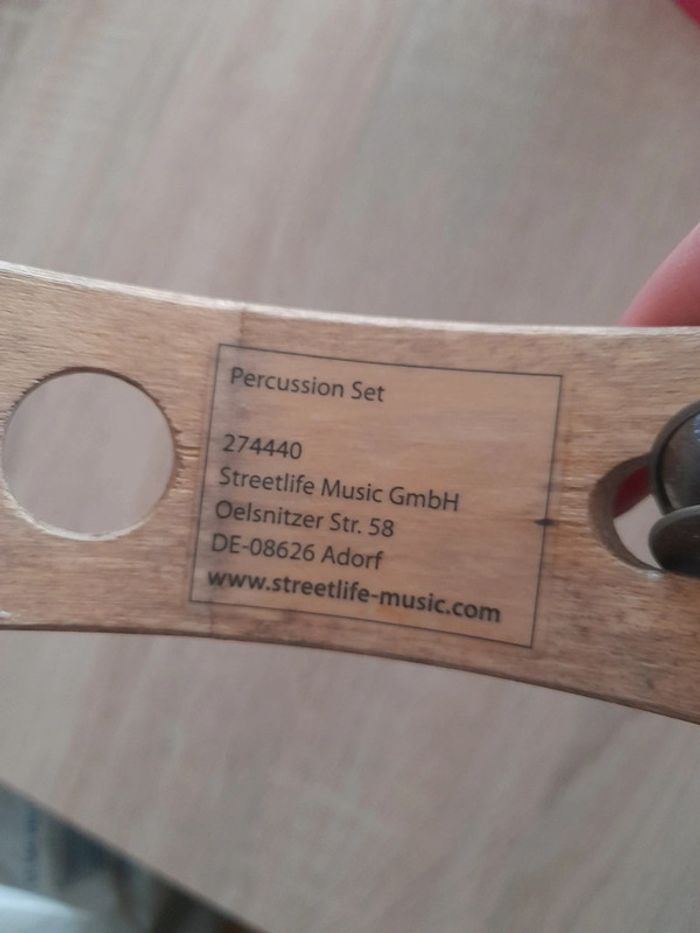 Percussion Set
274440
Streetlife Music GmbH
Oelsnitzer Str. 58
DE-08626 Adorf
www.streetlife-music.com